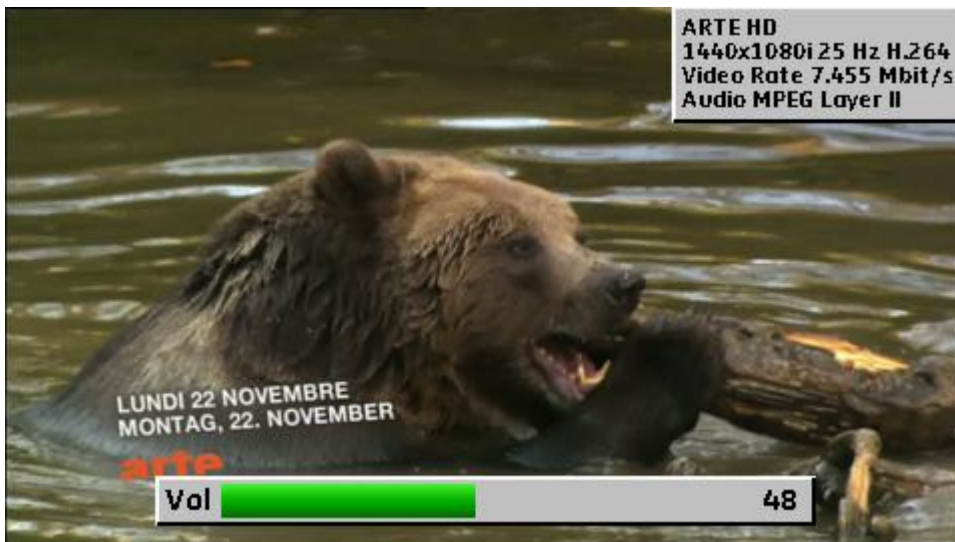 ARTE HD
1440x1080i 25 Hz H.264
Video Rate 7.455 Mbit/s
Audio MPEG Layer II
LUNDI 22 NOVEMBRE
MONTAG, 22. NOVEMBER
arte
Vol 48